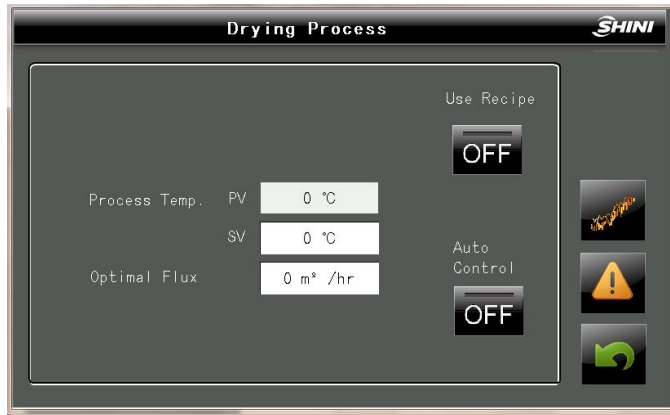 Drying Process
SHINI
Use Recipe
OFF
Process Temp. PV 0 °C
SV 0 °C
Optimal Flux 0 m³ /hr
Auto
Control
OFF